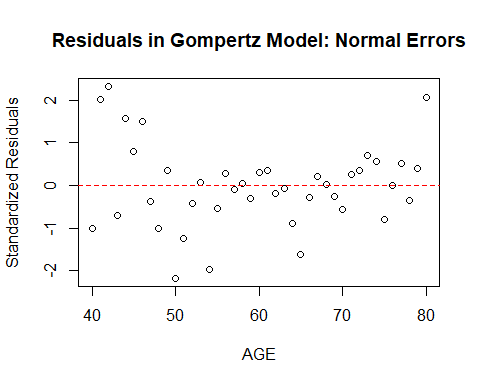 Residuals in Gompertz Model: Normal Errors
Standardized Residuals
2
1
0
-1
-2
40 50 60 70 80
AGE